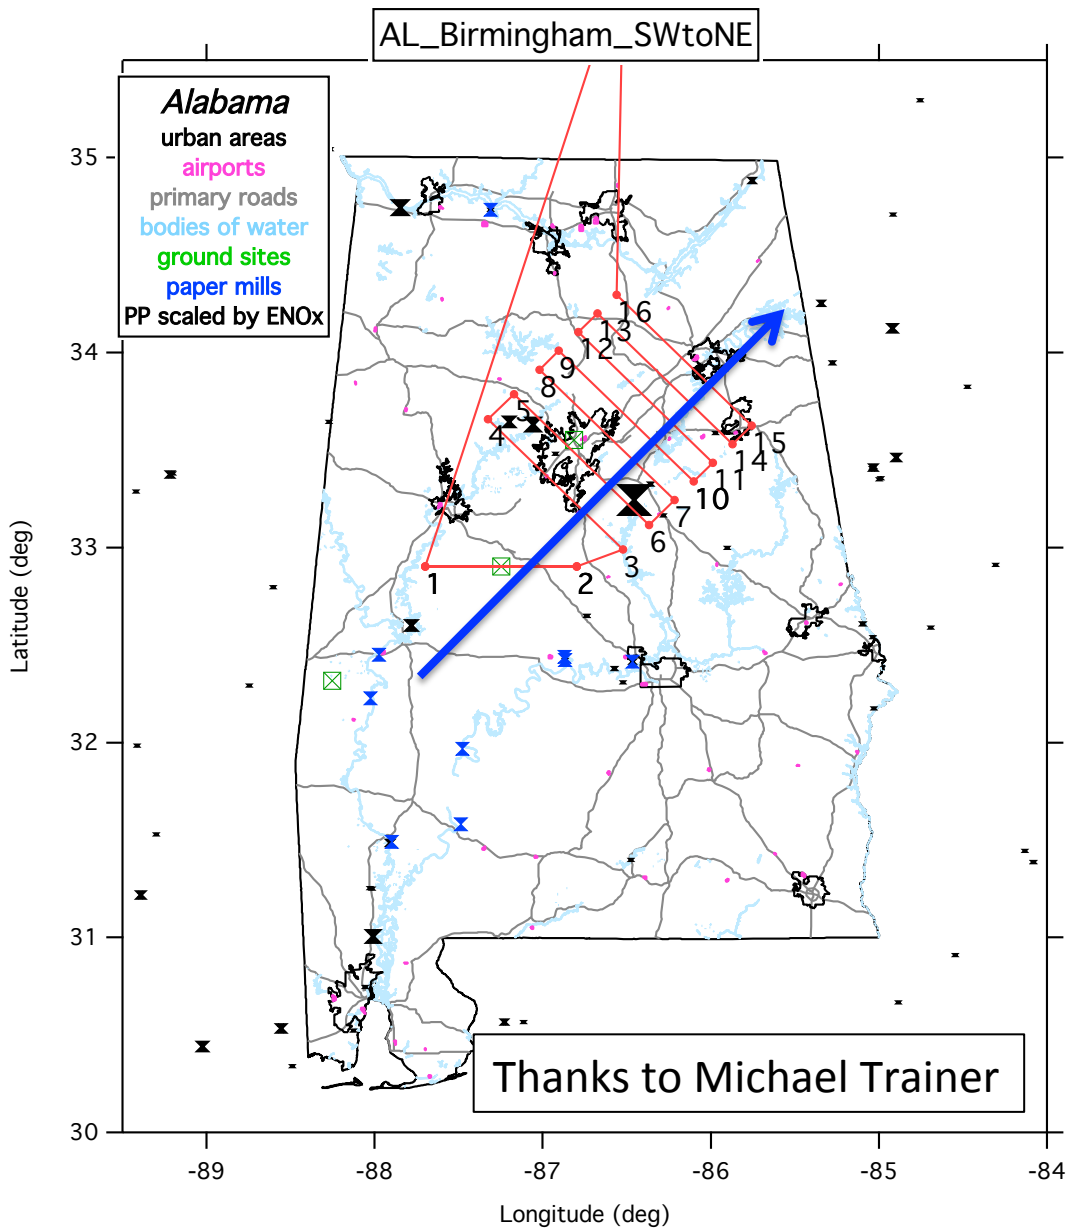 AL_Birmingham_SWtoNE
Alabama
urban areas
airports
primary roads
bodies of water
ground sites
paper mills
PP scaled by ENOx
35
34
33
32
31
30
Latitude (deg)
16
13
12
9
8
5
4
15
14
11
10
7
6
3
2
1
Thanks to Michael Trainer
-89
-88
-87
-86
-85
-84
Longitude (deg)